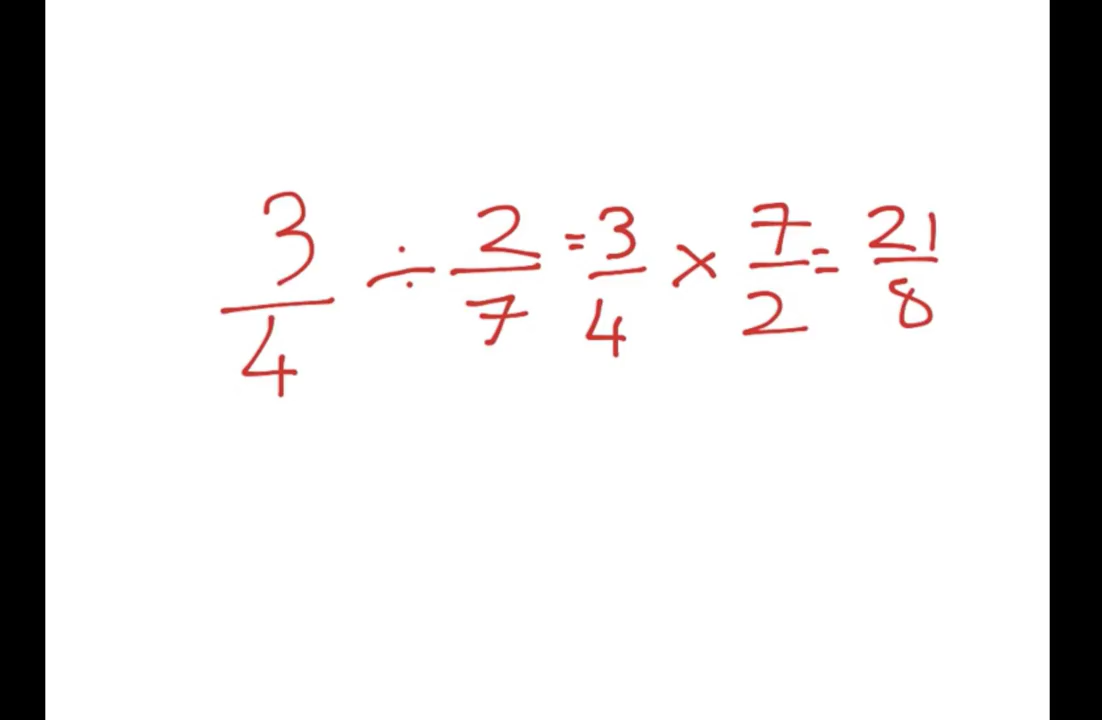 3/4 ÷ 2/7 = 3/4 × 7/2 = 21/8